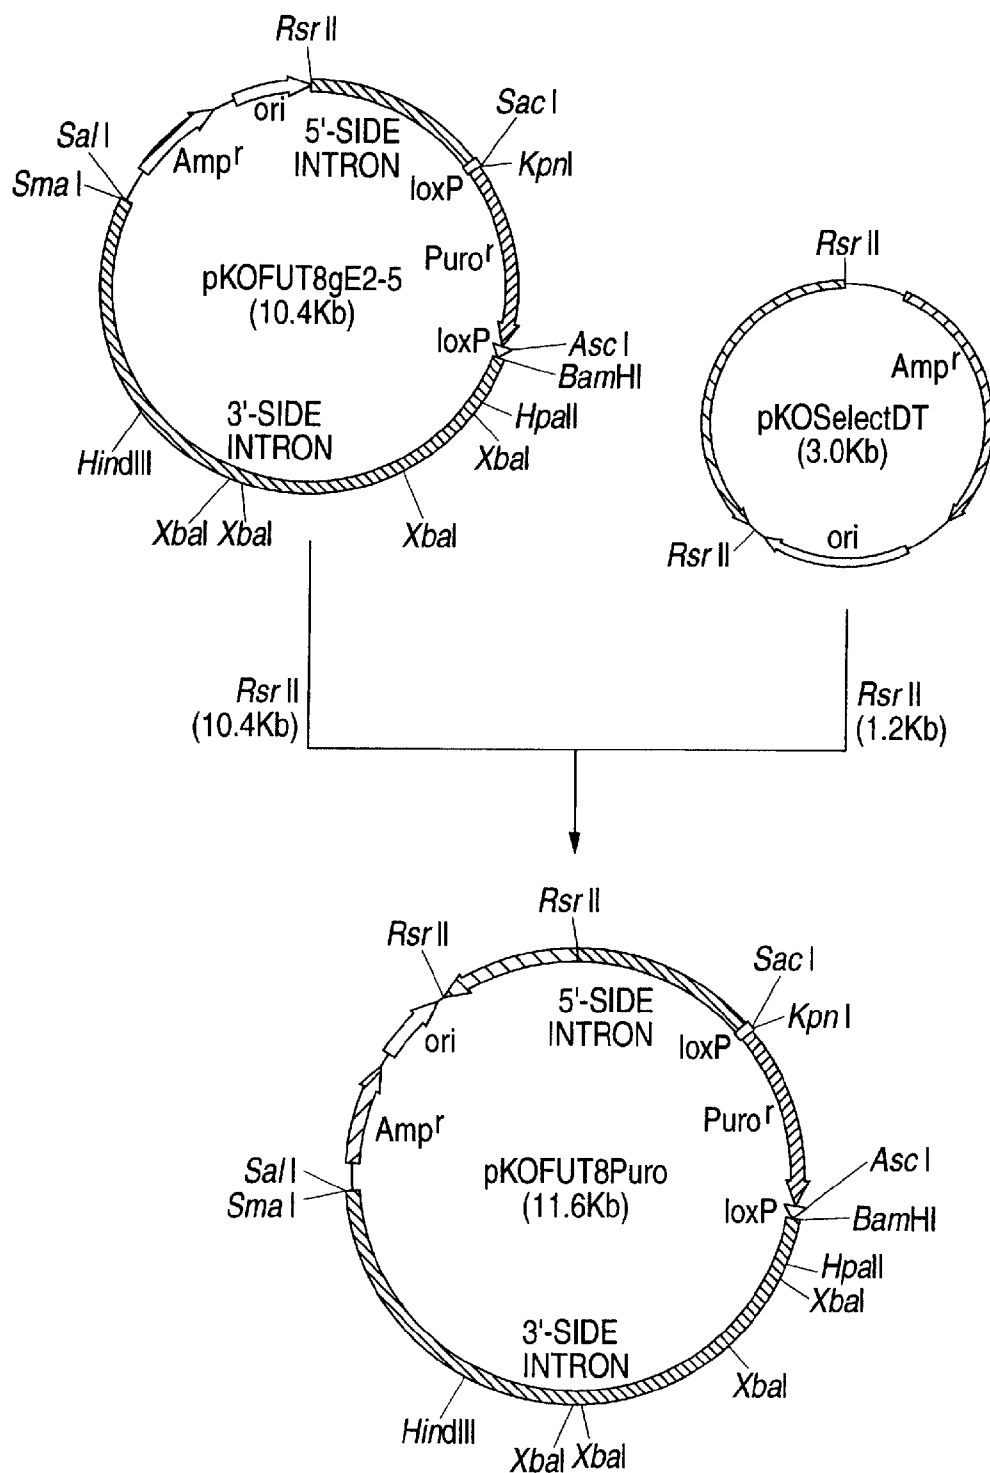 Rsr II
ori
Amp^r
Sal I
Sma I
5'-SIDE
INTRON
Sac I
KpnI
loxP
Puro^r
pKOFUT8gE2-5
(10.4Kb)
loxP
Asc I
BamHI
HpaII
XbaI
3'-SIDE
INTRON
HindIII
XbaI
XbaI
XbaI
Rsr II
Amp^r
pKOSelectDT
(3.0Kb)
Rsr II
ori
Rsr II
(10.4Kb)
Rsr II
(1.2Kb)
Rsr II
Rsr II
Sac I
Kpn I
5'-SIDE
INTRON
loxP
ori
Puro^r
Amp^r
Sal I
Sma I
pKOFUT8Puro
(11.6Kb)
Asc I
loxP
BamHI
HpaII
XbaI
3'-SIDE
INTRON
XbaI
HindIII
XbaI
XbaI